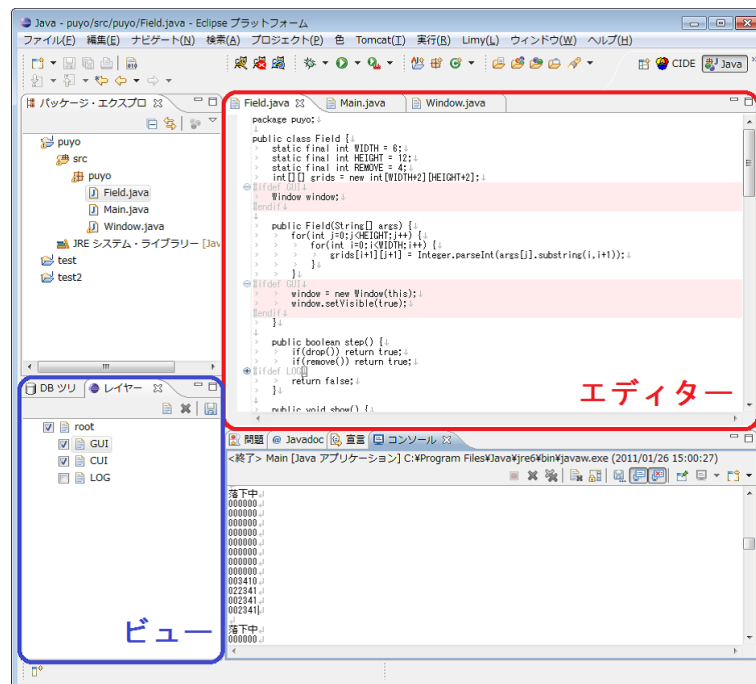 Java - puyo/src/puyo/Field.java - Eclipse プラットフォーム
ファイル(F) 編集(E) ナビゲート(N) 検索(A) プロジェクト(P) 色 Tomcat(T) 実行(R) Limy(L) ウィンドウ(W) ヘルプ(H)
CIDE Java
パッケージ・エクスプロ
puyo
src
puyo
Field.java
Main.java
Window.java
JRE システム・ライブラリー [Jav
test
test2
Field.java Main.java Window.java
package puyo;↓
↓
public class Field {↓
static final int WIDTH = 6;↓
static final int HEIGHT = 12;↓
static final int REMOVE = 4;↓
int[][] grids = new int[WIDTH+2][HEIGHT+2];↓
#ifdef GUI↓
Window window;↓
#endif↓
↓
public Field(String[] args) {↓
for(int j=0;j<HEIGHT;j++) {↓
for(int i=0;i<WIDTH;i++) {↓
grids[i+1][j+1] = Integer.parseInt(args[j].substring(i,i+1));↓
}↓
}↓
#ifdef GUI↓
window = new Window(this);↓
window.setVisible(true);↓
#endif↓
}↓
↓
public boolean step() {↓
if(drop()) return true;↓
if(remove()) return true;↓
#ifdef LOG
return false;↓
}↓
↓
public void show() {↓
エディター
DB ツリ レイヤー
root
GUI
CUI
LOG
ビュー
問題 @ Javadoc 宣言 コンソール
<終了> Main [Java アプリケーション] C:¥Program Files¥Java¥jre6¥bin¥javaw.exe (2011/01/26 15:00:27)
落下中↵
000000↵
000000↵
000000↵
000000↵
000000↵
000000↵
000000↵
000000↵
003410↵
022341↵
002341↵
002341↵
↵
落下中↵
000000↵